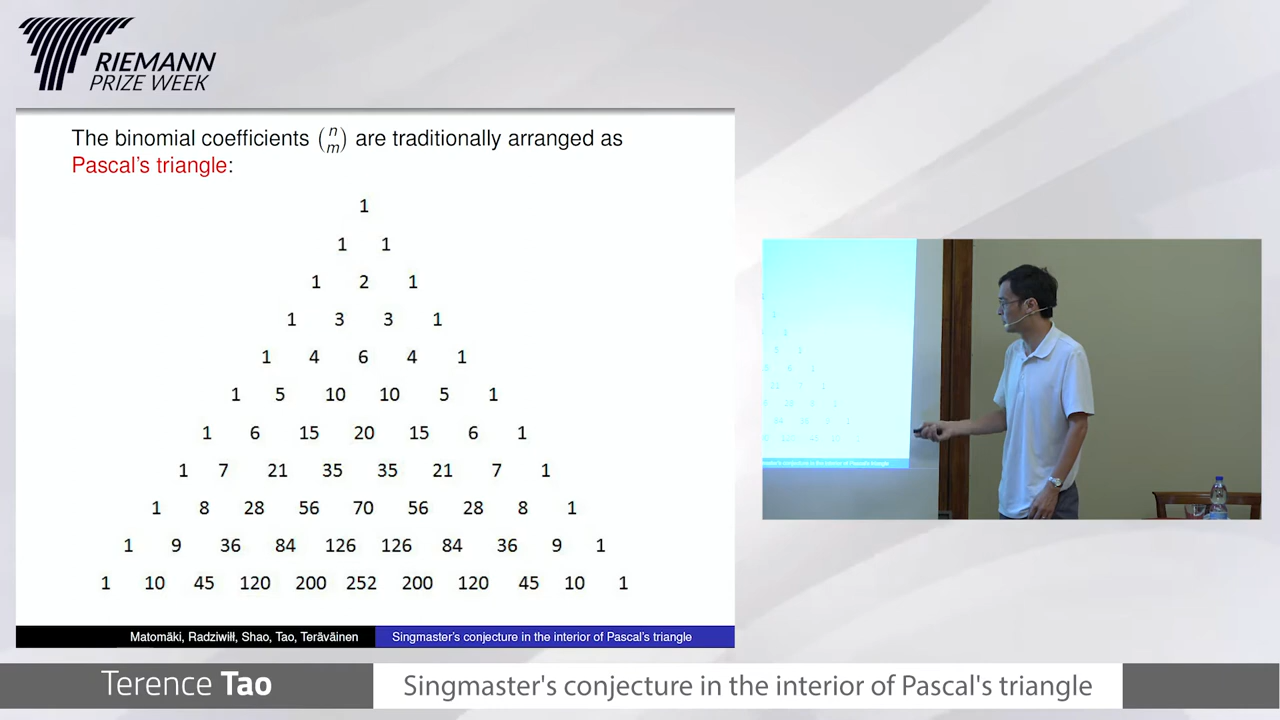 RIEMANN
PRIZE WEEK
The binomial coefficients (n m) are traditionally arranged as
Pascal's triangle:
1
1 1
1 2 1
1 3 3 1
1 4 6 4 1
1 5 10 10 5 1
1 6 15 20 15 6 1
1 7 21 35 35 21 7 1
1 8 28 56 70 56 28 8 1
1 9 36 84 126 126 84 36 9 1
1 10 45 120 200 252 200 120 45 10 1
Matomäki, Radziwiłł, Shao, Tao, Teräväinen Singmaster's conjecture in the interior of Pascal's triangle
Terence Tao Singmaster's conjecture in the interior of Pascal's triangle